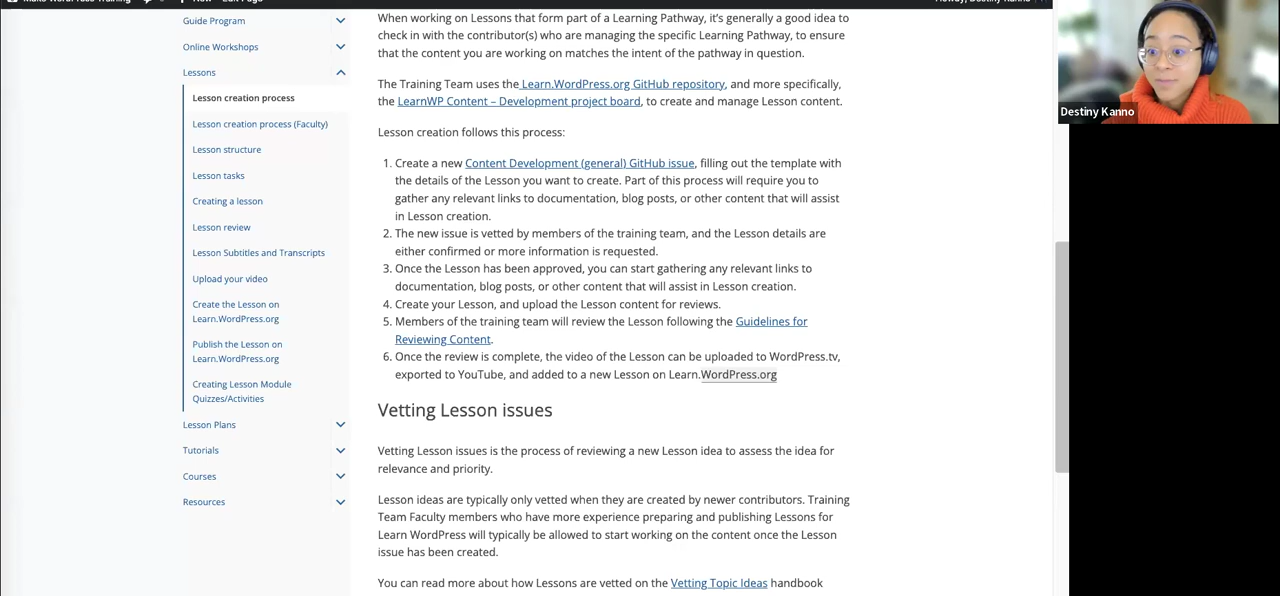 Guide Program
Online Workshops
Lessons
Lesson creation process
Lesson creation process (Faculty)
Lesson structure
Lesson tasks
Creating a lesson
Lesson review
Lesson Subtitles and Transcripts
Upload your video
Create the Lesson on
Learn.WordPress.org
Publish the Lesson on
Learn.WordPress.org
Creating Lesson Module
Quizzes/Activities
Lesson Plans
Tutorials
Courses
Resources
When working on Lessons that form part of a Learning Pathway, it's generally a good idea to
check in with the contributor(s) who are managing the specific Learning Pathway, to ensure
that the content you are working on matches the intent of the pathway in question.
The Training Team uses the Learn.WordPress.org GitHub repository, and more specifically,
the LearnWP Content – Development project board, to create and manage Lesson content.
Lesson creation follows this process:
1. Create a new Content Development (general) GitHub issue, filling out the template with
the details of the Lesson you want to create. Part of this process will require you to
gather any relevant links to documentation, blog posts, or other content that will assist
in Lesson creation.
2. The new issue is vetted by members of the training team, and the Lesson details are
either confirmed or more information is requested.
3. Once the Lesson has been approved, you can start gathering any relevant links to
documentation, blog posts, or other content that will assist in Lesson creation.
4. Create your Lesson, and upload the Lesson content for reviews.
5. Members of the training team will review the Lesson following the Guidelines for
Reviewing Content.
6. Once the review is complete, the video of the Lesson can be uploaded to WordPress.tv,
exported to YouTube, and added to a new Lesson on Learn.WordPress.org
Vetting Lesson issues
Vetting Lesson issues is the process of reviewing a new Lesson idea to assess the idea for
relevance and priority.
Lesson ideas are typically only vetted when they are created by newer contributors. Training
Team Faculty members who have more experience preparing and publishing Lessons for
Learn WordPress will typically be allowed to start working on the content once the Lesson
issue has been created.
You can read more about how Lessons are vetted on the Vetting Topic Ideas handbook
Destiny Kanno